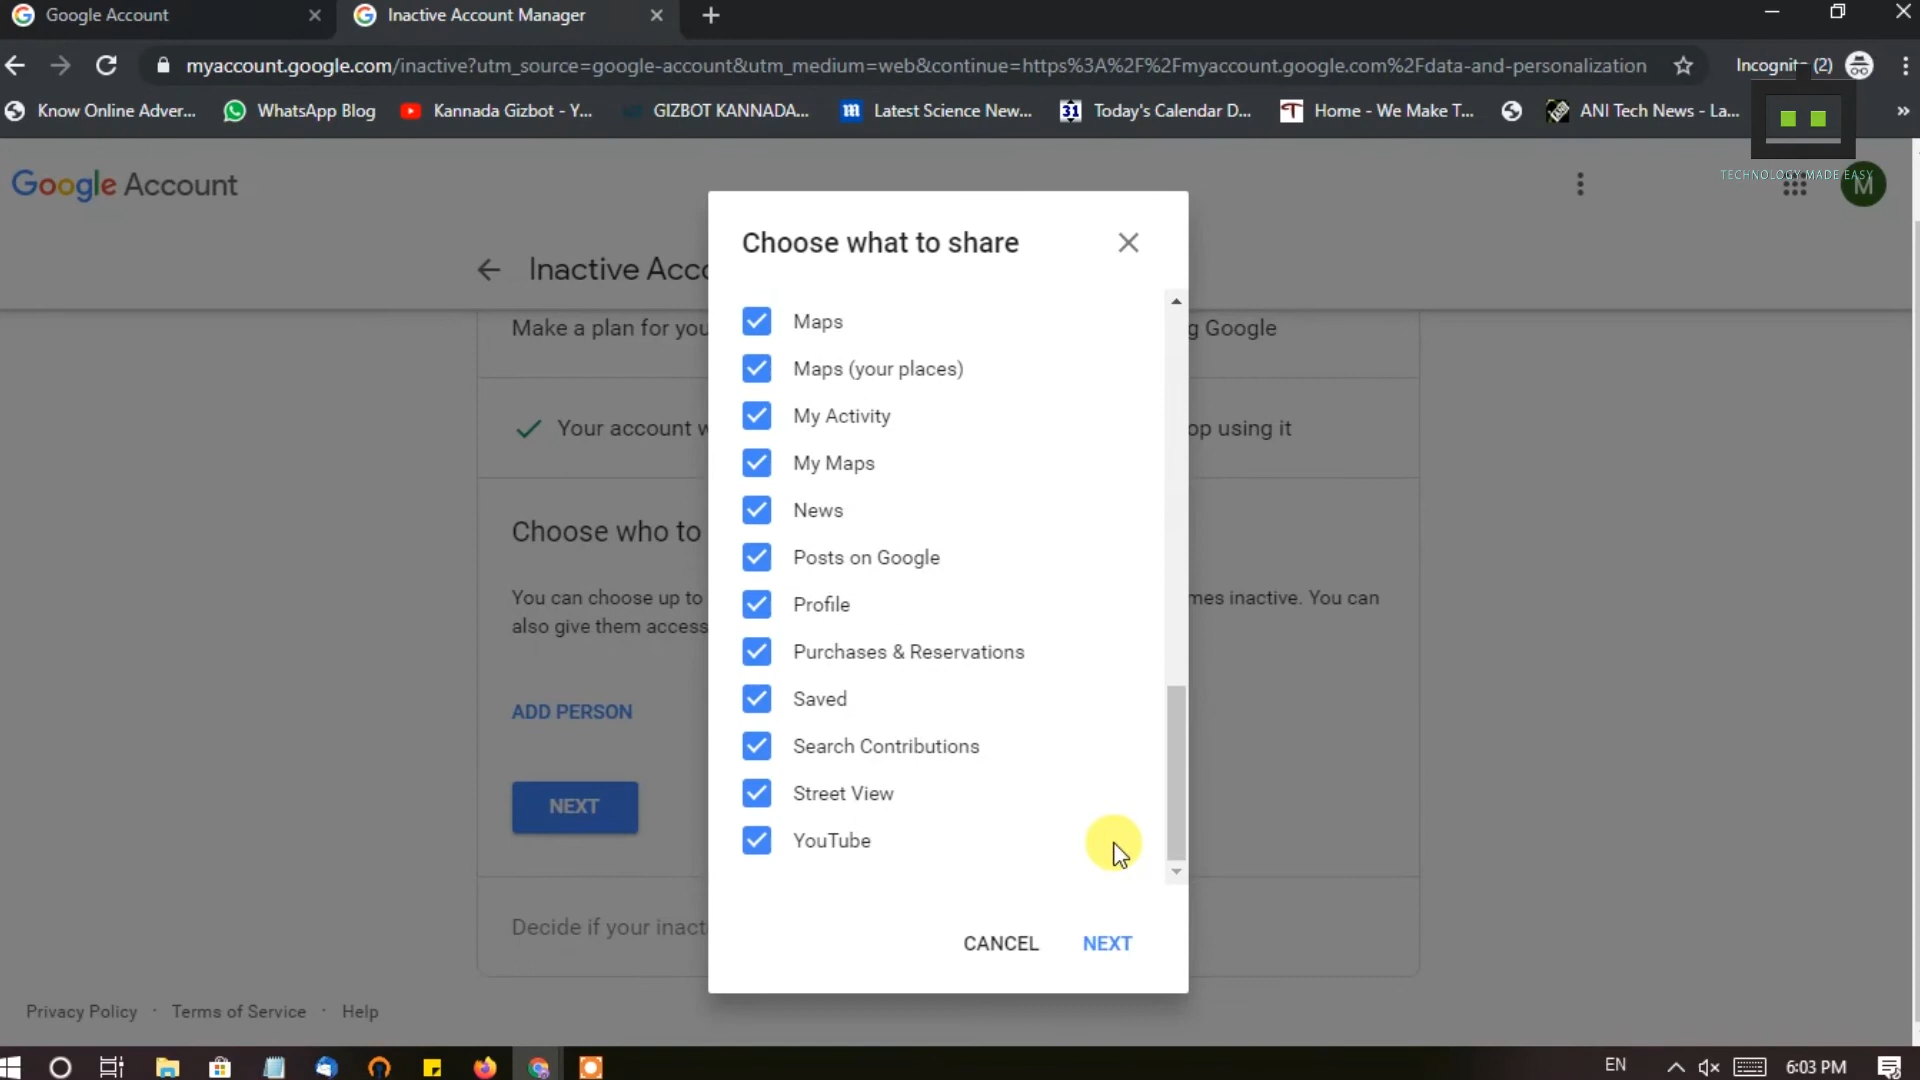 Google Account
Inactive Account Manager
myaccount.google.com/inactive?utm_source=google-account&utm_medium=web&continue=https%3A%2F%2Fmyaccount.google.com%2Fdata-and-personalization
Incognito (2)
Know Online Adver...
WhatsApp Blog
Kannada Gizbot - Y...
GIZBOT KANNADA...
Latest Science New...
31
Today's Calendar D...
Home - We Make T...
ANI Tech News - La...
»
TECHNOLOGY MADE EASY
Google Account
M
Inactive Acco
Make a plan for you
g Google
Your account w
op using it
Choose who to
You can choose up to
mes inactive. You can
also give them access
ADD PERSON
NEXT
Decide if your inact
Choose what to share
Maps
Maps (your places)
My Activity
My Maps
News
Posts on Google
Profile
Purchases & Reservations
Saved
Search Contributions
Street View
YouTube
CANCEL
NEXT
Privacy Policy · Terms of Service · Help
EN
6:03 PM